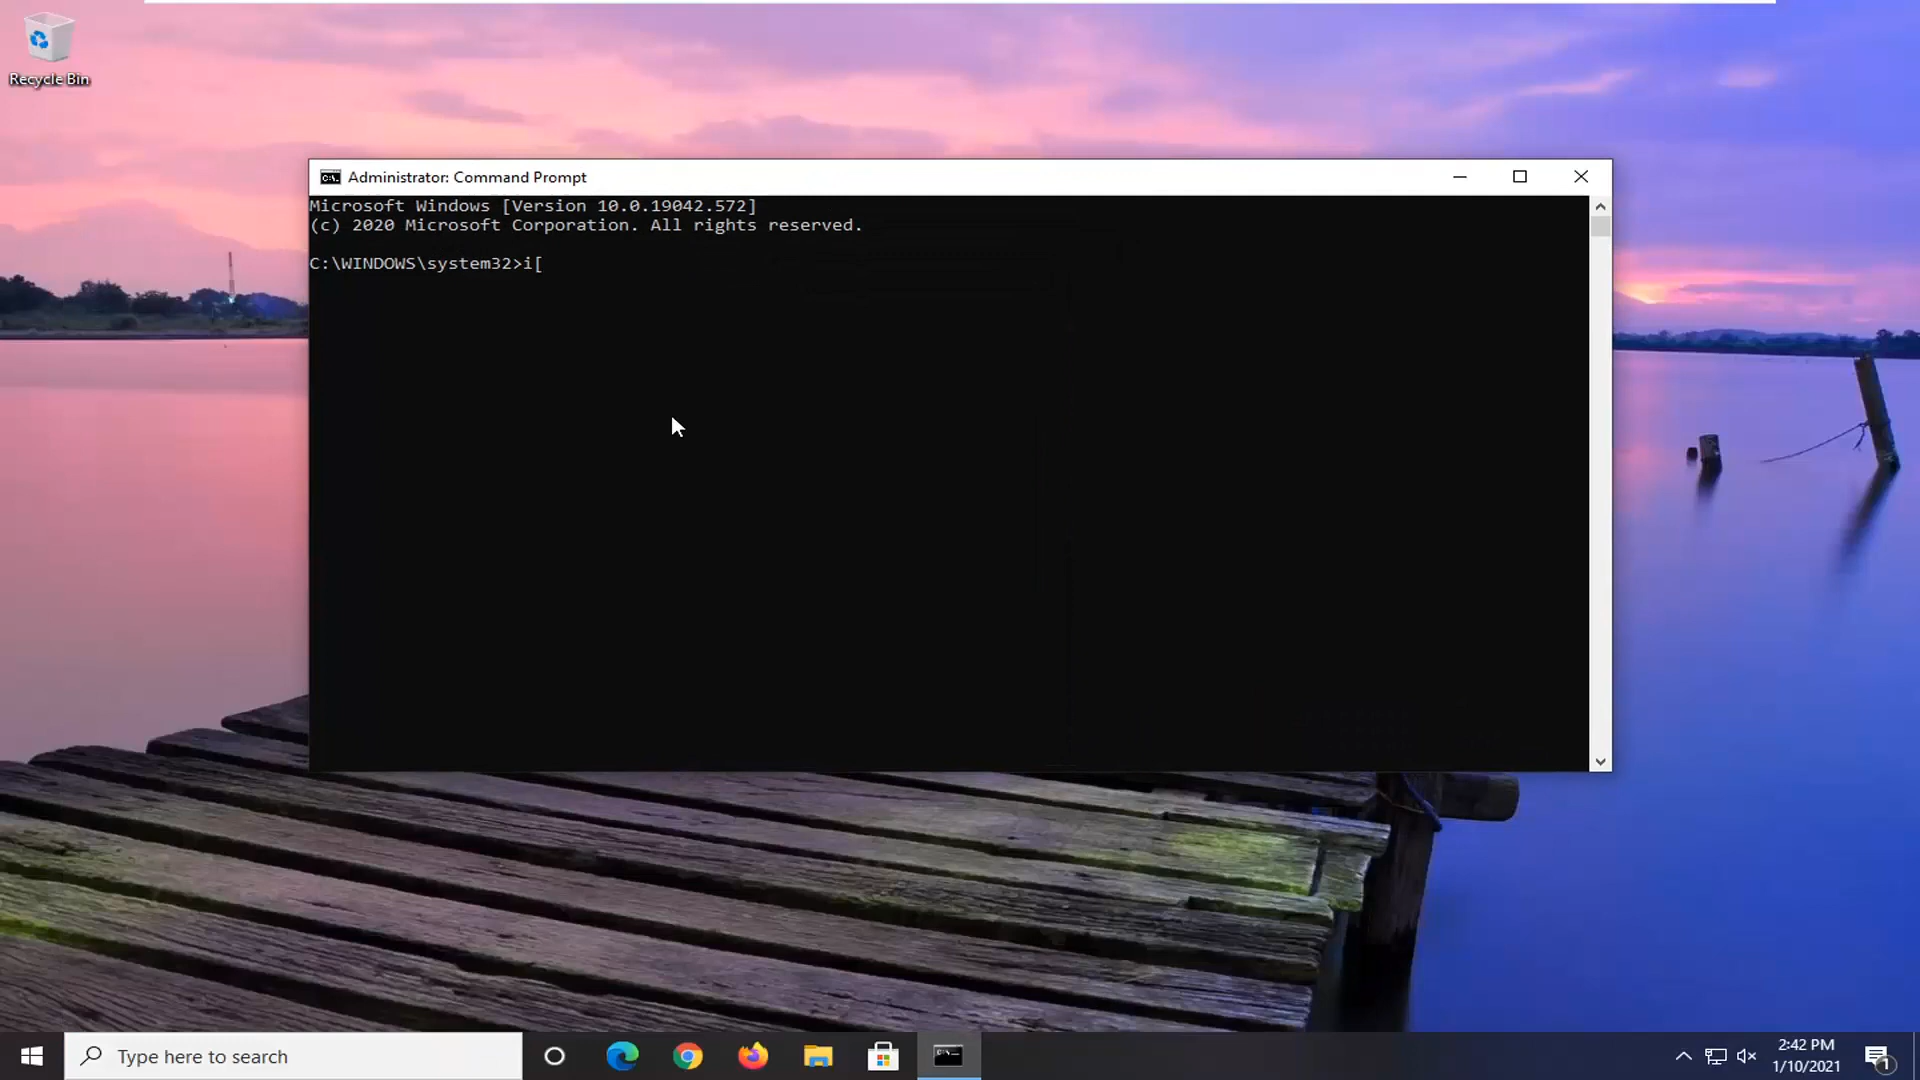 Recycle Bin
Administrator: Command Prompt
Microsoft Windows [Version 10.0.19042.572]
(c) 2020 Microsoft Corporation. All rights reserved.
C:\WINDOWS\system32>i[
Type here to search
2:42 PM
1/10/2021
1